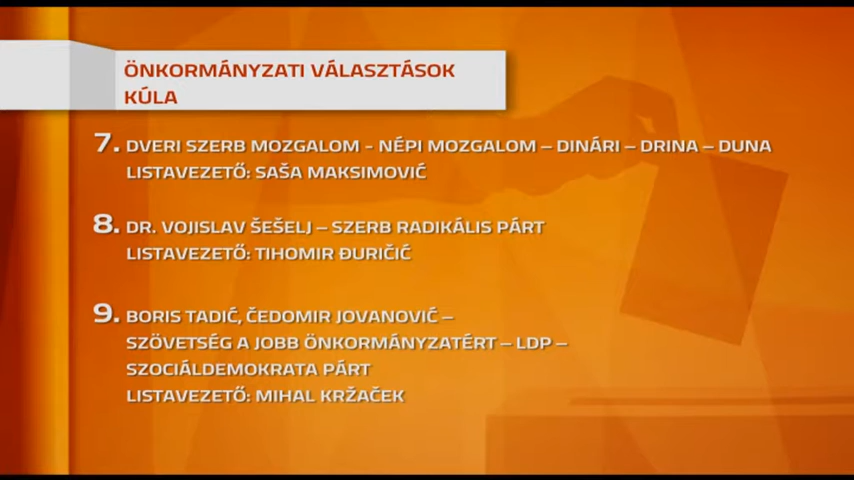 ÖNKORMÁNYZATI VÁLASZTÁSOK
KÚLA
7. DVERI SZERB MOZGALOM - NÉPI MOZGALOM – DINÁRI – DRINA – DUNA
LISTAVEZETŐ: SAŠA MAKSIMOVIĆ
8. DR. VOJISLAV ŠEŠELJ – SZERB RADIKÁLIS PÁRT
LISTAVEZETŐ: TIHOMIR ĐURIČIĆ
9. BORIS TADIĆ, ČEDOMIR JOVANOVIĆ –
SZÖVETSÉG A JOBB ÖNKORMÁNYZATÉRT – LDP –
SZOCIÁLDEMOKRATA PÁRT
LISTAVEZETŐ: MIHAL KRŽAČEK